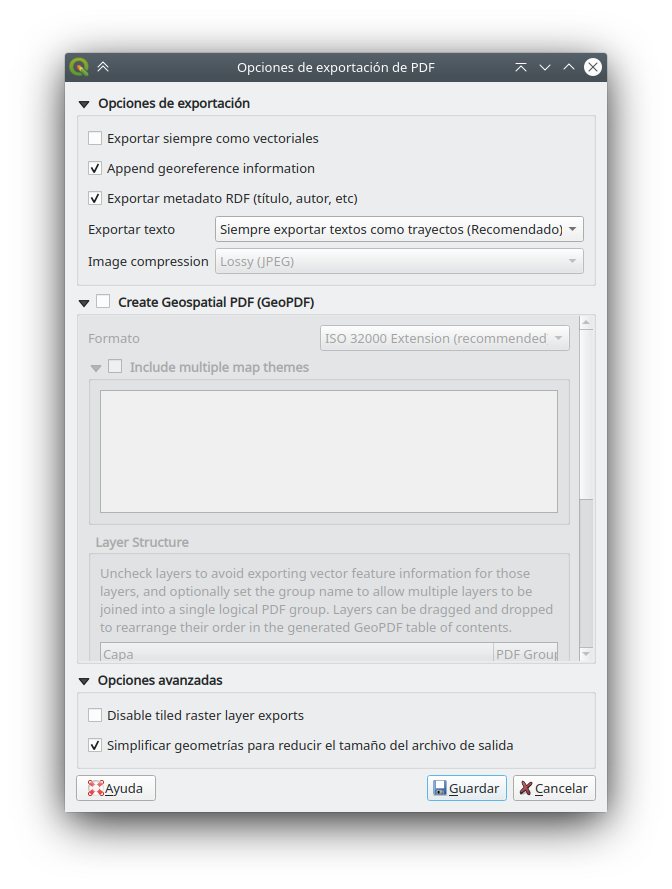 Opciones de exportación de PDF
Opciones de exportación
Exportar siempre como vectoriales
Append georeference information
Exportar metadato RDF (título, autor, etc)
Exportar texto Siempre exportar textos como trayectos (Recomendado)
Image compression Lossy (JPEG)
Create Geospatial PDF (GeoPDF)
Formato ISO 32000 Extension (recommended
Include multiple map themes
Layer Structure
Uncheck layers to avoid exporting vector feature information for those
layers, and optionally set the group name to allow multiple layers to be
joined into a single logical PDF group. Layers can be dragged and dropped
to rearrange their order in the generated GeoPDF table of contents.
Capa PDF Group
Opciones avanzadas
Disable tiled raster layer exports
Simplificar geometrías para reducir el tamaño del archivo de salida
Ayuda Guardar Cancelar